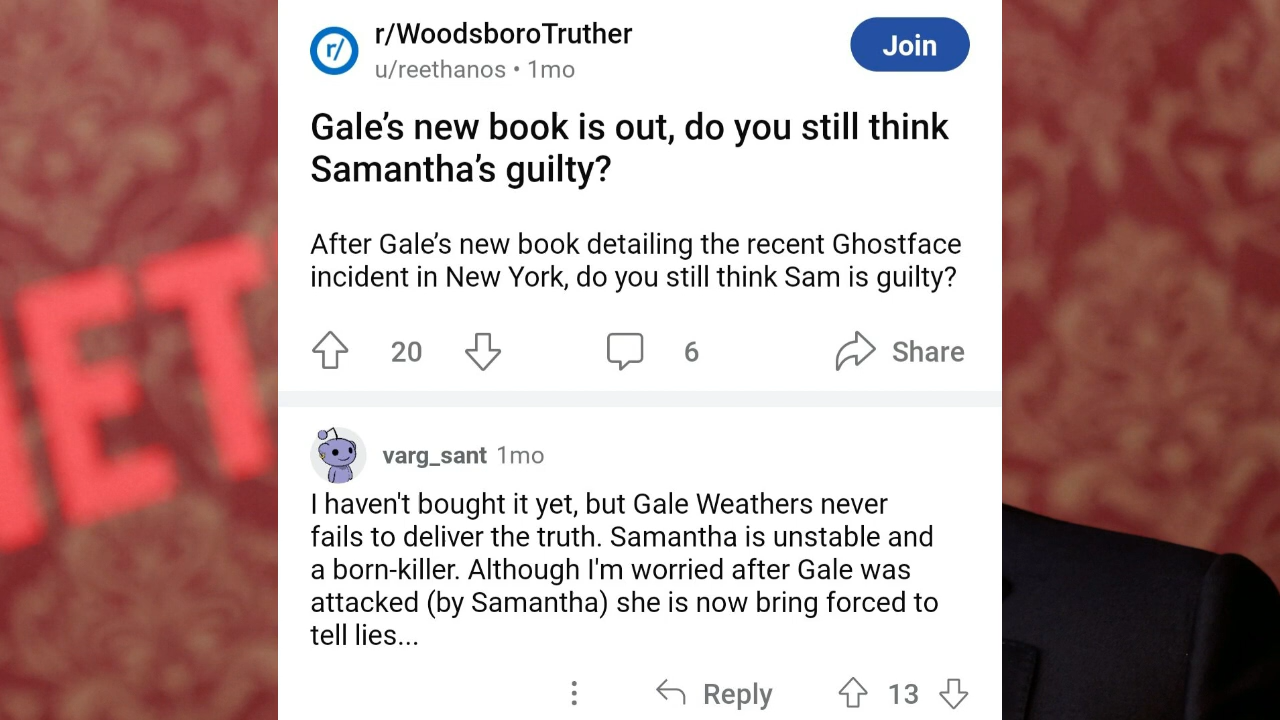 r/WoodsboroTruther
u/reethanos • 1mo
Join
Gale’s new book is out, do you still think
Samantha’s guilty?
After Gale’s new book detailing the recent Ghostface
incident in New York, do you still think Sam is guilty?
20
6
Share
varg_sant 1mo
I haven't bought it yet, but Gale Weathers never
fails to deliver the truth. Samantha is unstable and
a born-killer. Although I'm worried after Gale was
attacked (by Samantha) she is now bring forced to
tell lies...
Reply
13
r/
ET